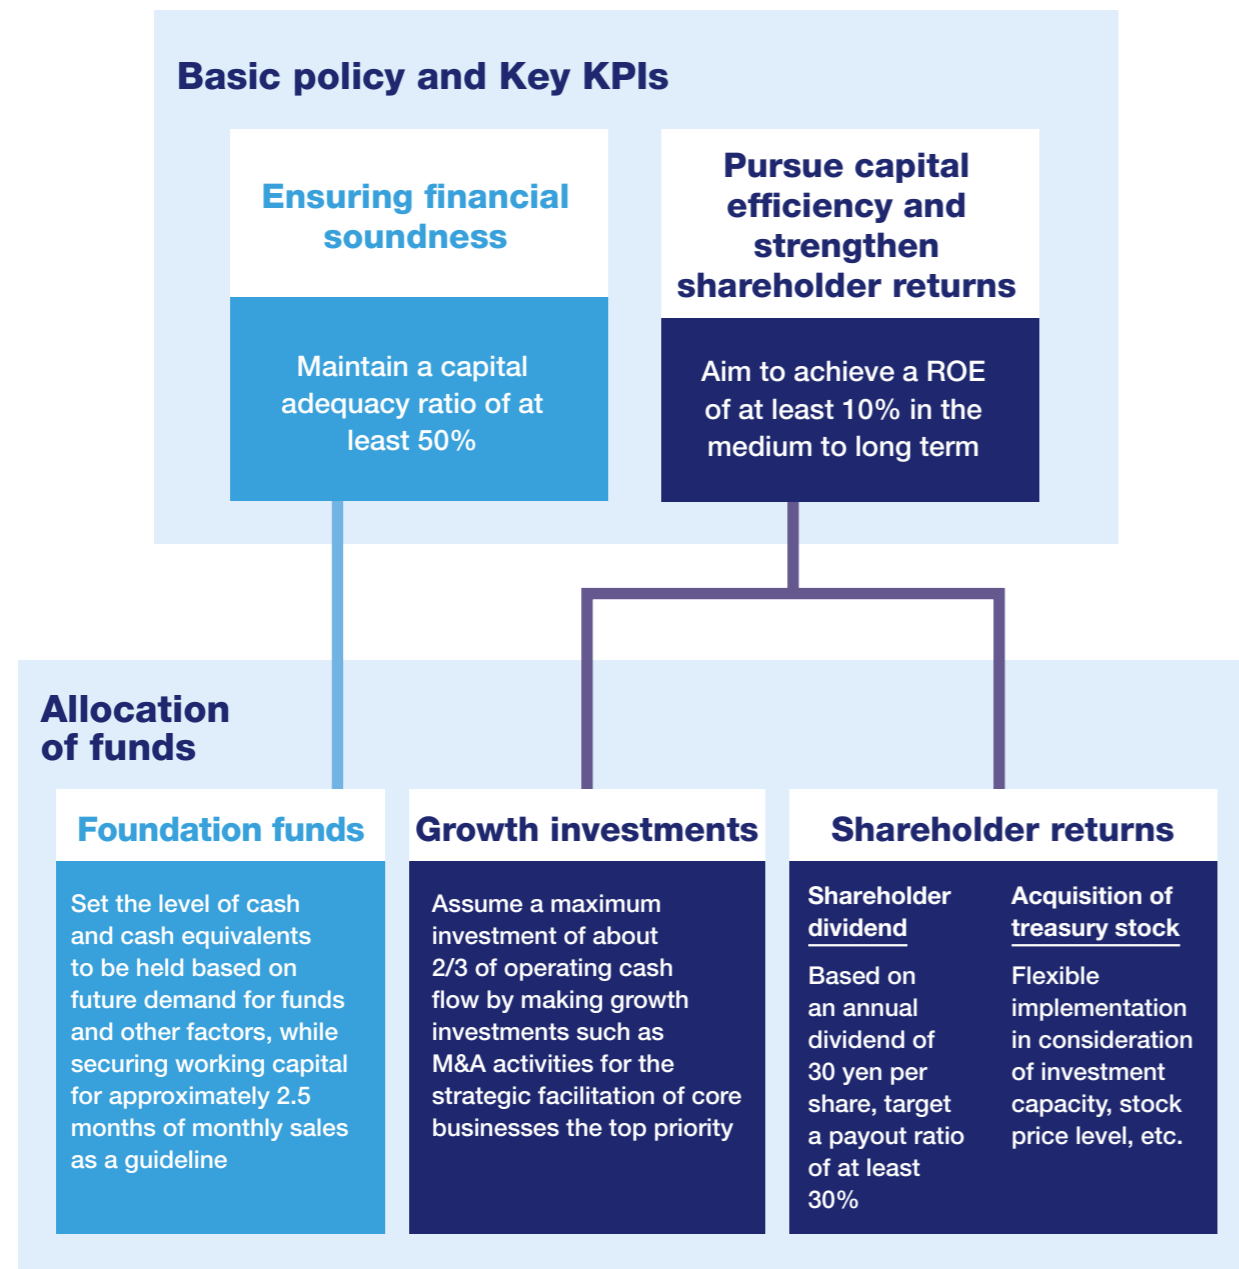 Basic policy and Key KPIs
Ensuring financial
soundness
Maintain a capital
adequacy ratio of at
least 50%
Pursue capital
efficiency and
strengthen
shareholder returns
Aim to achieve a ROE
of at least 10% in the
medium to long term
Allocation
of funds
Foundation funds
Set the level of cash
and cash equivalents
to be held based on
future demand for funds
and other factors, while
securing working capital
for approximately 2.5
months of monthly sales
as a guideline
Growth investments
Assume a maximum
investment of about
2/3 of operating cash
flow by making growth
investments such as
M&A activities for the
strategic facilitation of core
businesses the top priority
Shareholder returns
Shareholder
dividend
Based on
an annual
dividend of
30 yen per
share, target
a payout ratio
of at least
30%
Acquisition of
treasury stock
Flexible
implementation
in consideration
of investment
capacity, stock
price level, etc.